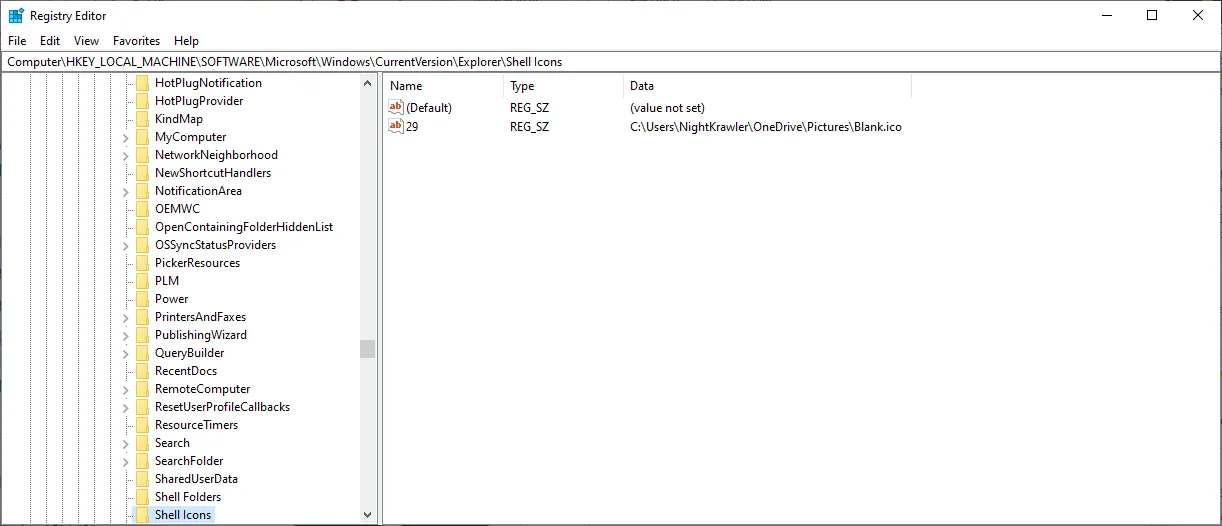 Registry Editor
File Edit View Favorites Help
Computer\HKEY_LOCAL_MACHINE\SOFTWARE\Microsoft\Windows\CurrentVersion\Explorer\Shell Icons
HotPlugNotification
HotPlugProvider
KindMap
MyComputer
NetworkNeighborhood
NewShortcutHandlers
NotificationArea
OEMWC
OpenContainingFolderHiddenList
OSSyncStatusProviders
PickerResources
PLM
Power
PrintersAndFaxes
PublishingWizard
QueryBuilder
RecentDocs
RemoteComputer
ResetUserProfileCallbacks
ResourceTimers
Search
SearchFolder
SharedUserData
Shell Folders
Shell Icons
Name Type Data
ab (Default) REG_SZ (value not set)
ab 29 REG_SZ C:\Users\NightKrawler\OneDrive\Pictures\Blank.ico